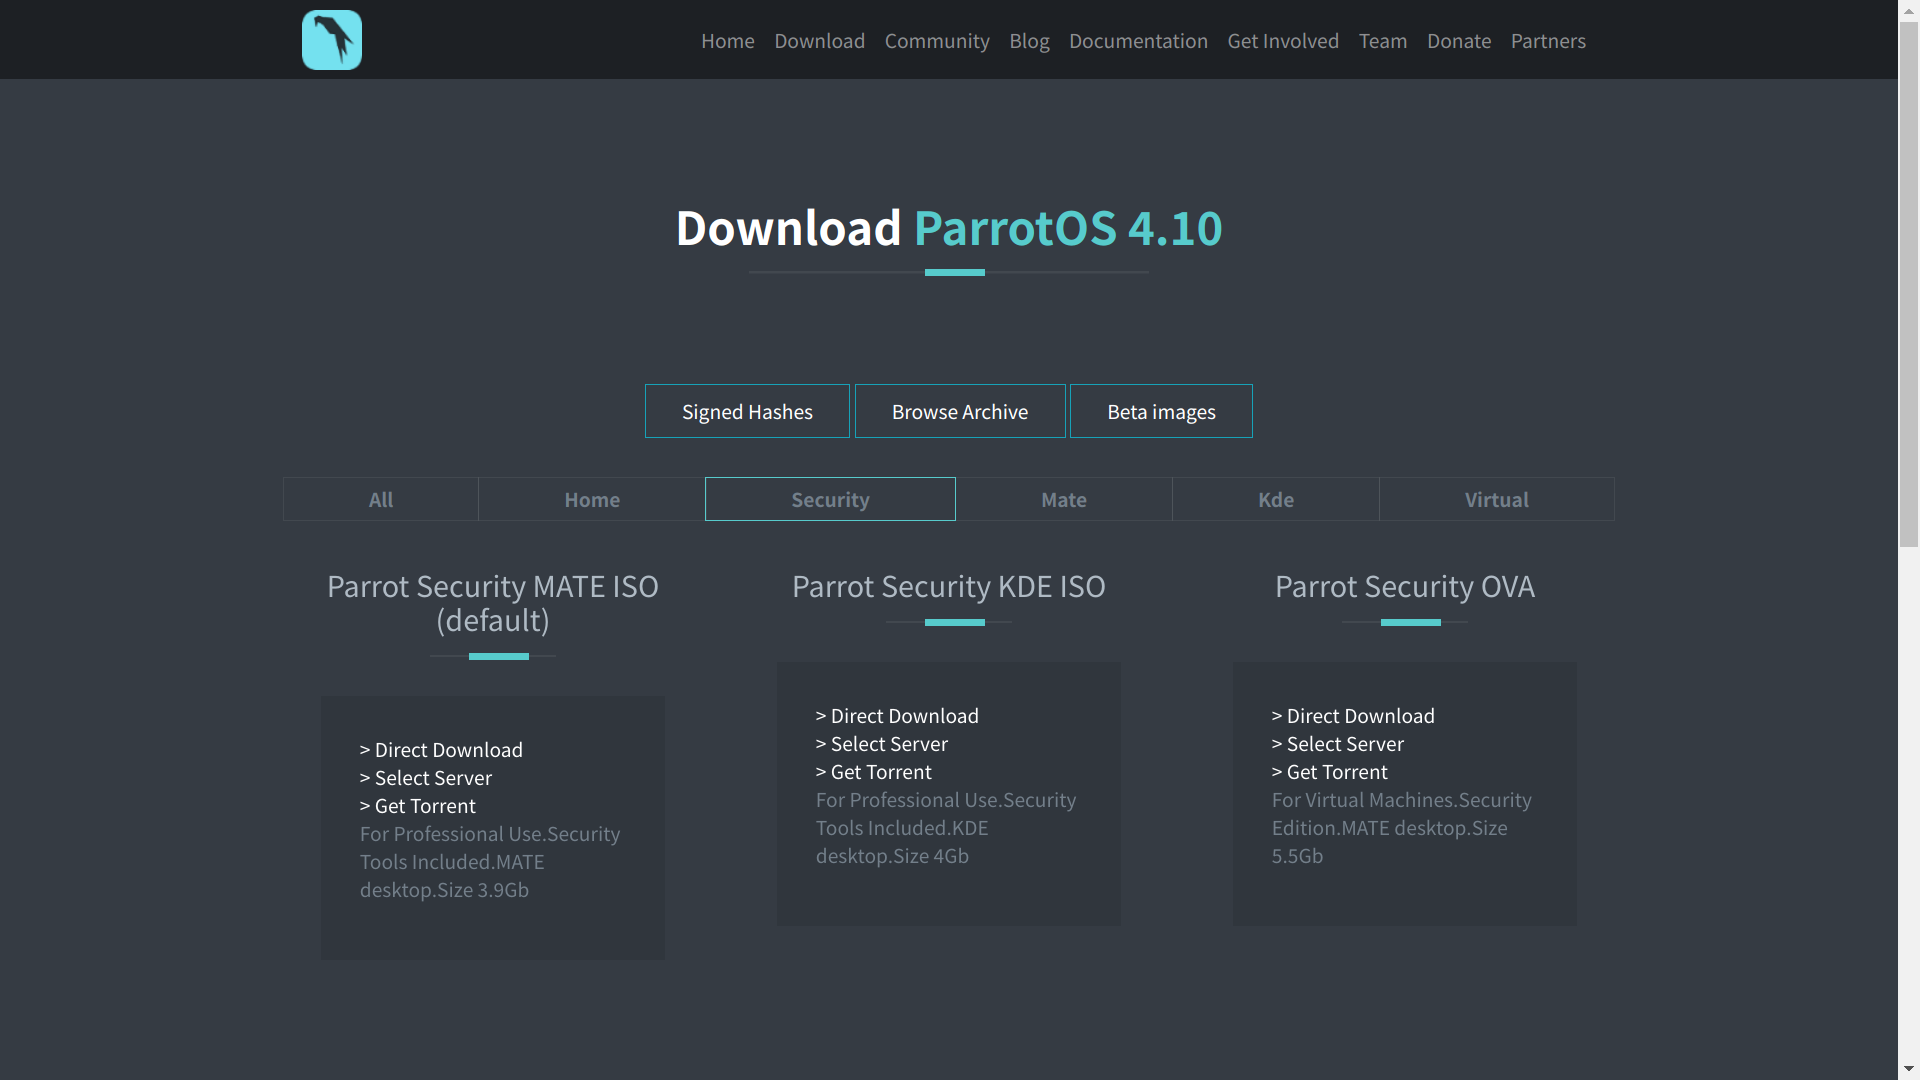 Home Download Community Blog Documentation Get Involved Team Donate Partners
Download ParrotOS 4.10
Signed Hashes Browse Archive Beta images
All Home Security Mate Kde Virtual
Parrot Security MATE ISO
(default)
> Direct Download
> Select Server
> Get Torrent
For Professional Use.Security
Tools Included.MATE
desktop.Size 3.9Gb
Parrot Security KDE ISO
> Direct Download
> Select Server
> Get Torrent
For Professional Use.Security
Tools Included.KDE
desktop.Size 4Gb
Parrot Security OVA
> Direct Download
> Select Server
> Get Torrent
For Virtual Machines.Security
Edition.MATE desktop.Size
5.5Gb